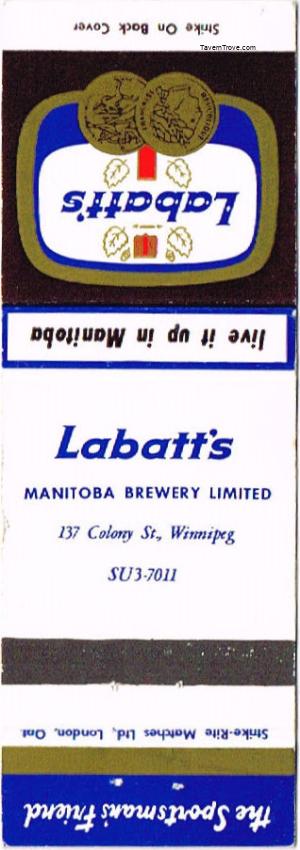 TavernTrove.com
Strike On Back Cover
Labatt's
live it up in Manitoba
Labatt's
MANITOBA BREWERY LIMITED
137 Colony St., Winnipeg
SU3-7011
Strike-Rite Matches Ltd, London, Ont.
the Sportsman's Friend